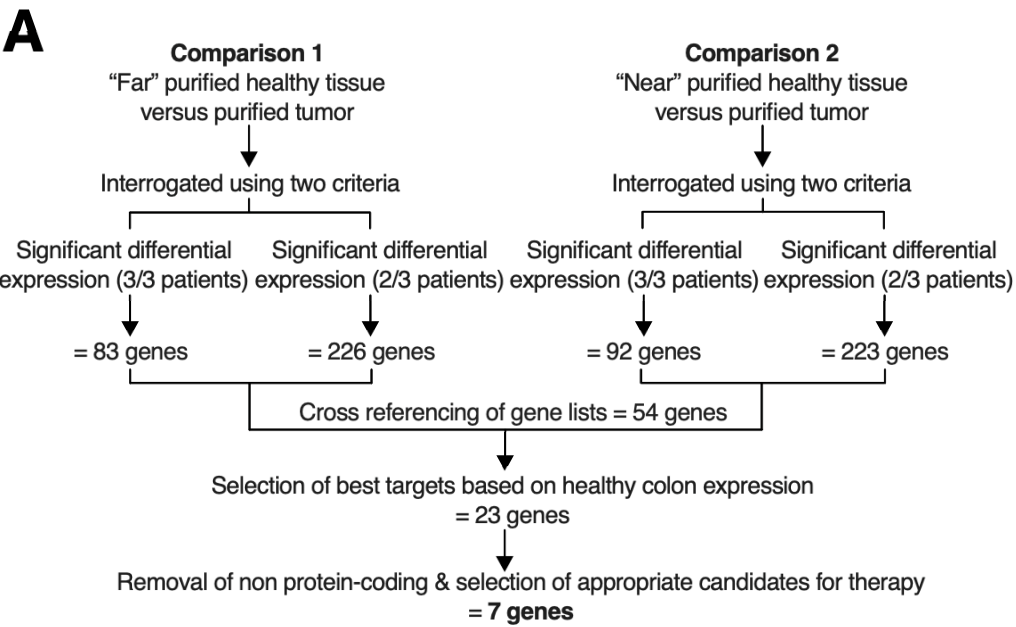 A
Comparison 1
“Far” purified healthy tissue
versus purified tumor
Comparison 2
“Near” purified healthy tissue
versus purified tumor
Interrogated using two criteria
Interrogated using two criteria
Significant differential
expression (3/3 patients)
Significant differential
expression (2/3 patients)
Significant differential
expression (3/3 patients)
Significant differential
expression (2/3 patients)
= 83 genes
= 226 genes
= 92 genes
= 223 genes
Cross referencing of gene lists = 54 genes
Selection of best targets based on healthy colon expression
= 23 genes
Removal of non protein-coding & selection of appropriate candidates for therapy
= 7 genes